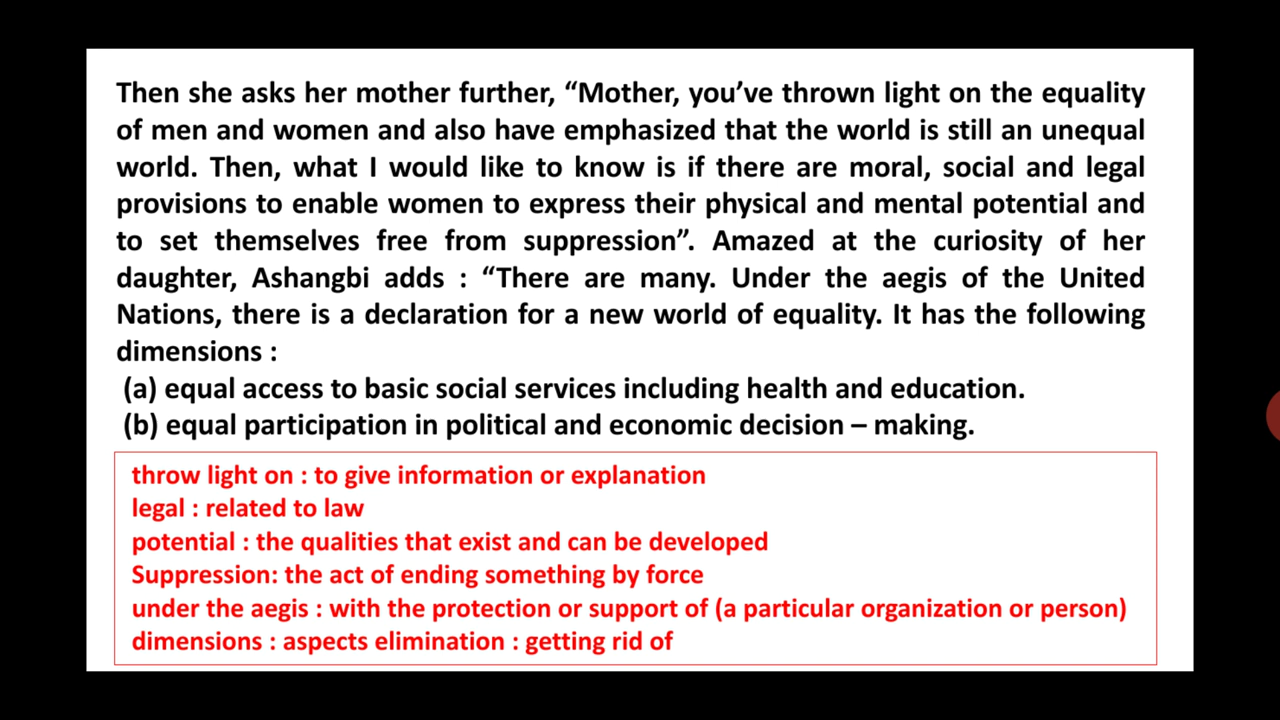 Then she asks her mother further, “Mother, you’ve thrown light on the equality
of men and women and also have emphasized that the world is still an unequal
world. Then, what I would like to know is if there are moral, social and legal
provisions to enable women to express their physical and mental potential and
to set themselves free from suppression”. Amazed at the curiosity of her
daughter, Ashangbi adds : “There are many. Under the aegis of the United
Nations, there is a declaration for a new world of equality. It has the following
dimensions :
(a) equal access to basic social services including health and education.
(b) equal participation in political and economic decision – making.
throw light on : to give information or explanation
legal : related to law
potential : the qualities that exist and can be developed
Suppression: the act of ending something by force
under the aegis : with the protection or support of (a particular organization or person)
dimensions : aspects elimination : getting rid of